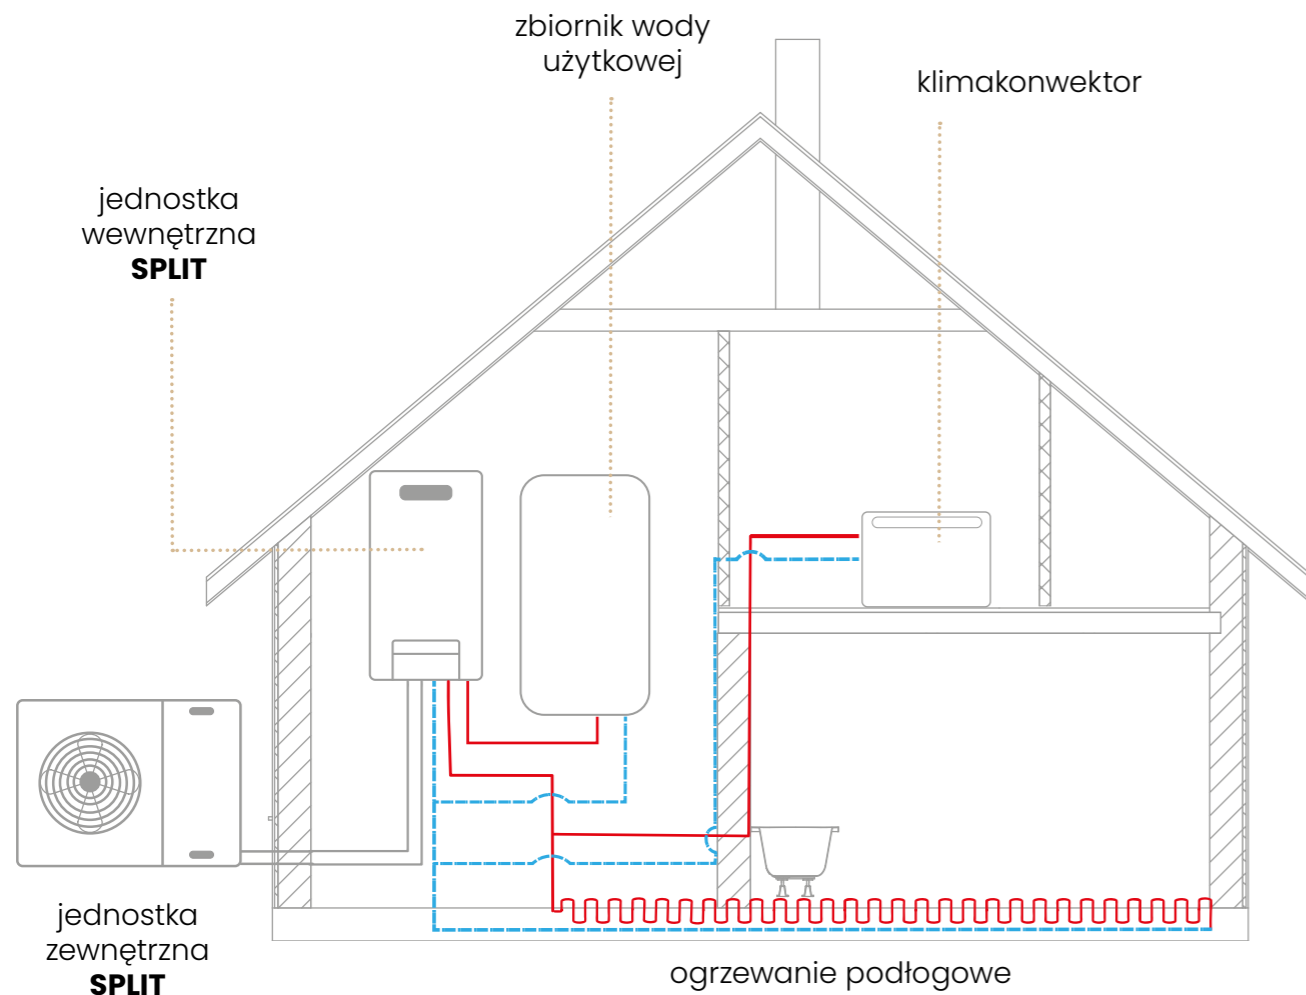 zbiornik wody
użytkowej
klimakonwektor
jednostka
wewnętrzna
SPLIT
jednostka
zewnętrzna
SPLIT
ogrzewanie podłogowe